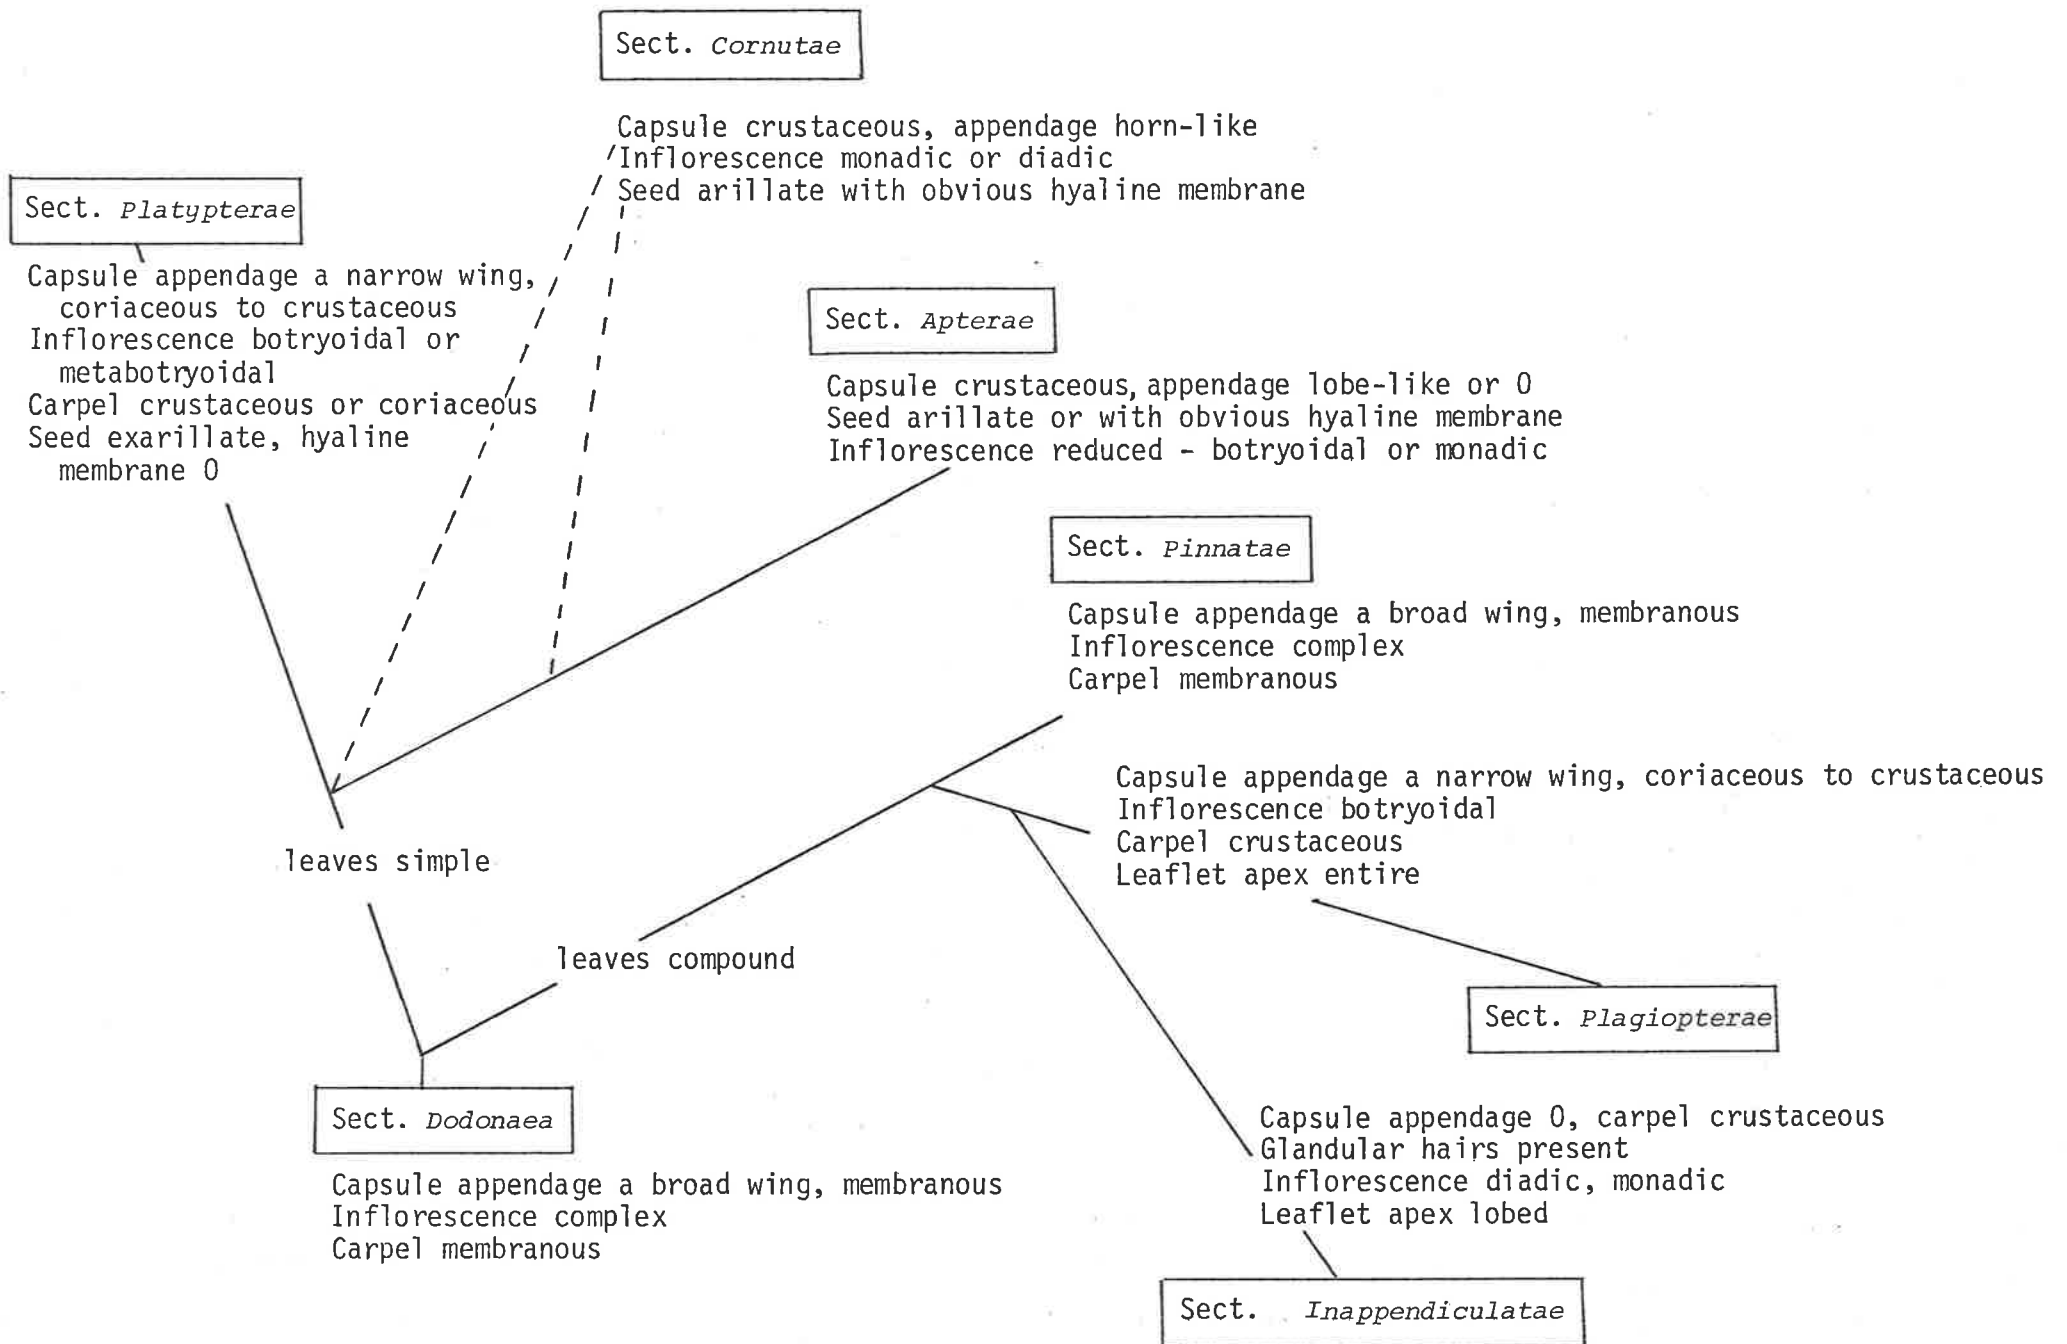 Sect. Cornutae
Capsule crustaceous, appendage horn-like
Inflorescence monadic or diadic
Seed arillate with obvious hyaline membrane
Sect. Platypterae
Capsule appendage a narrow wing,
coriaceous to crustaceous
Inflorescence botryoidal or
metabotryoidal
Carpel crustaceous or coriaceous
Seed exarillate, hyaline
membrane 0
Sect. Apterae
Capsule crustaceous, appendage lobe-like or 0
Seed arillate or with obvious hyaline membrane
Inflorescence reduced - botryoidal or monadic
Sect. Pinnatae
Capsule appendage a broad wing, membranous
Inflorescence complex
Carpel membranous
Capsule appendage a narrow wing, coriaceous to crustaceous
Inflorescence botryoidal
Carpel crustaceous
Leaflet apex entire
leaves simple
leaves compound
Sect. Plagiopterae
Sect. Dodonaea
Capsule appendage a broad wing, membranous
Inflorescence complex
Carpel membranous
Capsule appendage 0, carpel crustaceous
Glandular hairs present
Inflorescence diadic, monadic
Leaflet apex lobed
Sect. Inappendiculatae